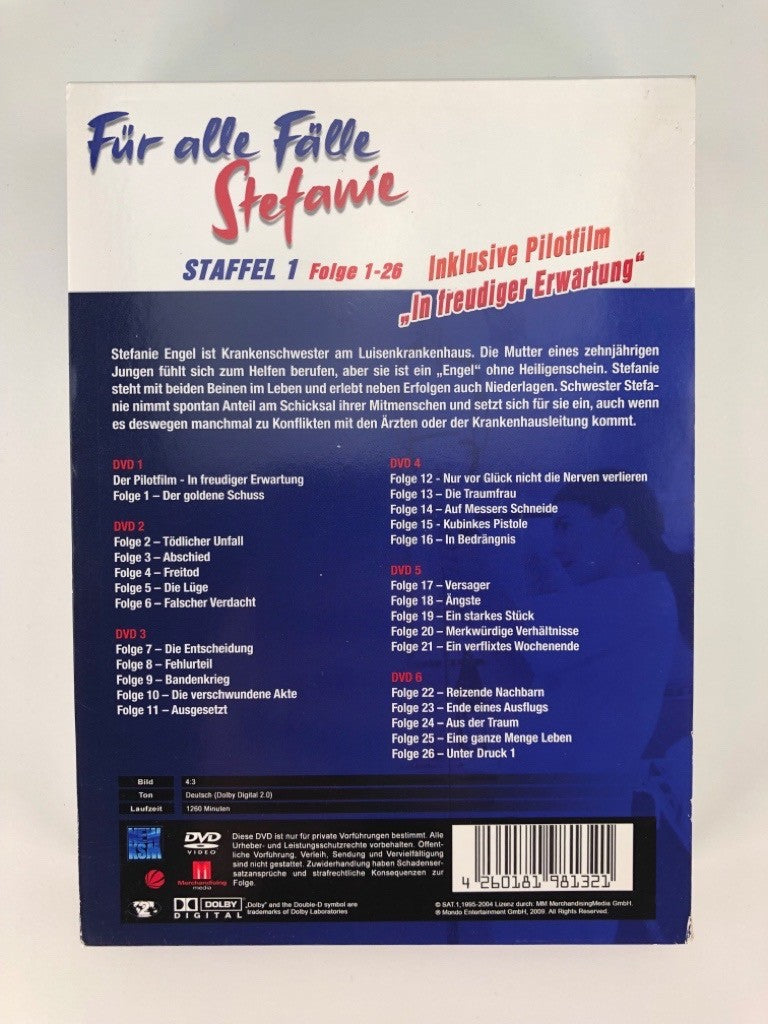 Für alle Fälle
Stefanie
STAFFEL 1 Folge 1-26
Inklusive Pilotfilm
„In freudiger Erwartung“
Stefanie Engel ist Krankenschwester am Luisenkrankenhaus. Die Mutter eines zehnjährigen
Jungen fühlt sich zum Helfen berufen, aber sie ist ein „Engel“ ohne Heiligenschein. Stefanie
steht mit beiden Beinen im Leben und erlebt neben Erfolgen auch Niederlagen. Schwester Stefa-
nie nimmt spontan Anteil am Schicksal ihrer Mitmenschen und setzt sich für sie ein, auch wenn
es deswegen manchmal zu Konflikten mit den Ärzten oder der Krankenhausleitung kommt.
DVD 1
Der Pilotfilm - In freudiger Erwartung
Folge 1 – Der goldene Schuss
DVD 2
Folge 2 – Tödlicher Unfall
Folge 3 – Abschied
Folge 4 – Freitod
Folge 5 – Die Lüge
Folge 6 – Falscher Verdacht
DVD 3
Folge 7 – Die Entscheidung
Folge 8 – Fehlurteil
Folge 9 – Bandenkrieg
Folge 10 – Die verschwundene Akte
Folge 11 – Ausgesetzt
DVD 4
Folge 12 - Nur vor Glück nicht die Nerven verlieren
Folge 13 – Die Traumfrau
Folge 14 – Auf Messers Schneide
Folge 15 - Kubinkes Pistole
Folge 16 – In Bedrängnis
DVD 5
Folge 17 – Versager
Folge 18 – Ängste
Folge 19 – Ein starkes Stück
Folge 20 – Merkwürdige Verhältnisse
Folge 21 – Ein verflixtes Wochenende
DVD 6
Folge 22 – Reizende Nachbarn
Folge 23 – Ende eines Ausflugs
Folge 24 – Aus der Traum
Folge 25 – Eine ganze Menge Leben
Folge 26 – Unter Druck 1
Bild 4:3
Ton Deutsch (Dolby Digital 2.0)
Laufzeit 1260 Minuten
NEW
KSM
DVD
VIDEO
Merchandising
media
Diese DVD ist nur für private Vorführungen bestimmt. Alle
Urheber- und Leistungsschutzrechte vorbehalten. Öffent-
liche Vorführung, Verleih, Sendung und Vervielfältigung
sind nicht gestattet. Zuwiderhandlung haben Schadenser-
satzansprüche und strafrechtliche Konsequenzen zur
Folge.
DOLBY
DIGITAL
„Dolby“ and the Double-D symbol are
trademarks of Dolby Laboratories
4 260181 981321
© SAT.1,1995-2004 Lizenz durch: MM MerchandisingMedia GmbH.
® Mondo Entertainment GmbH, 2009. All Rights Reserved.